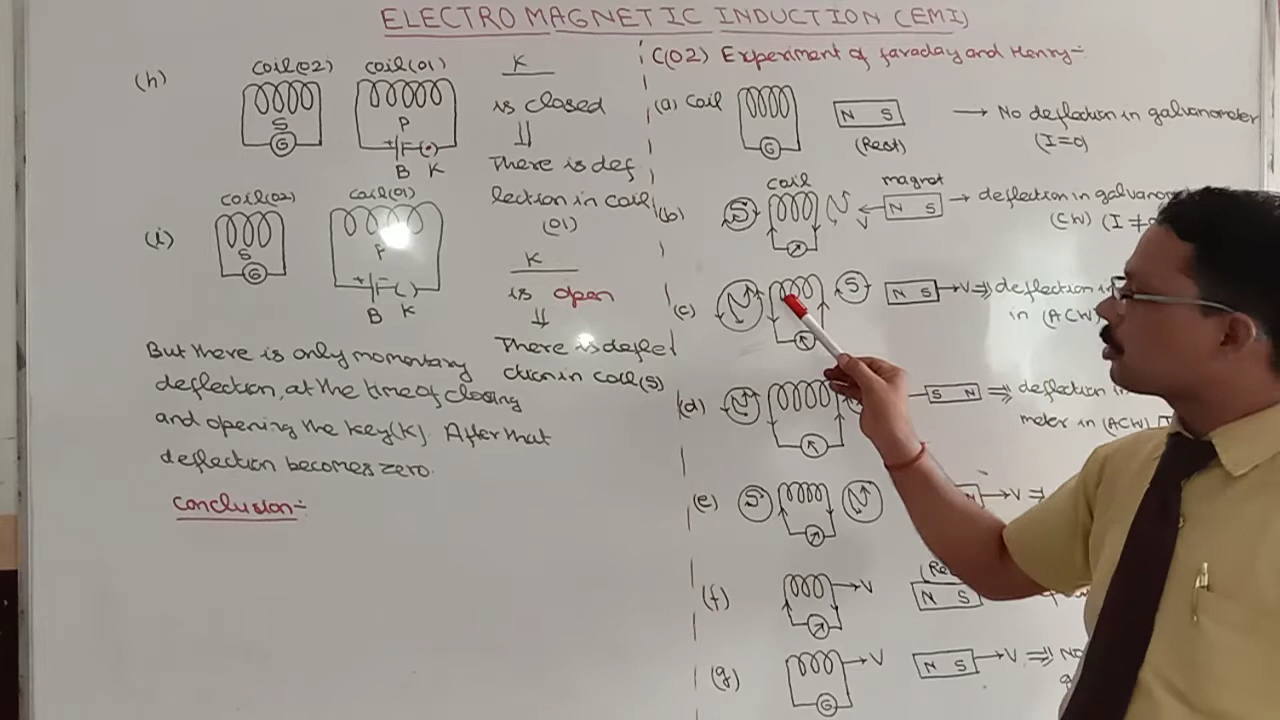 ELECTRO MAGNETIC INDUCTION (EMI)
(h)
coil(02) coil(01)
S P
G
+ B K
K
is closed
There is def
lection in coil
(01)
(i)
coil(02) coil(01)
S P
G
+ B K
K
is open
There is deflec
ction in coil(S)
But there is only momentary
deflection, at the time of closing
and opening the key(K). After that
deflection becomes zero.
Conclusion:-
C(02) Experiment of faraday and Henry:-
(a) Coil N S → No deflection in galvanometer
G (Rest) (I=0)
coil magnet
(b) S N ← V N S → deflection in
(CW) (I ≠
(c) N S N S → V ⇒ deflection
in (ACW)
(d) N S N ⇒ deflection
meter in (ACW)
(e) S N N → V ⇒
(f) → V N S
(g) → V N S → V ⇒ No
G